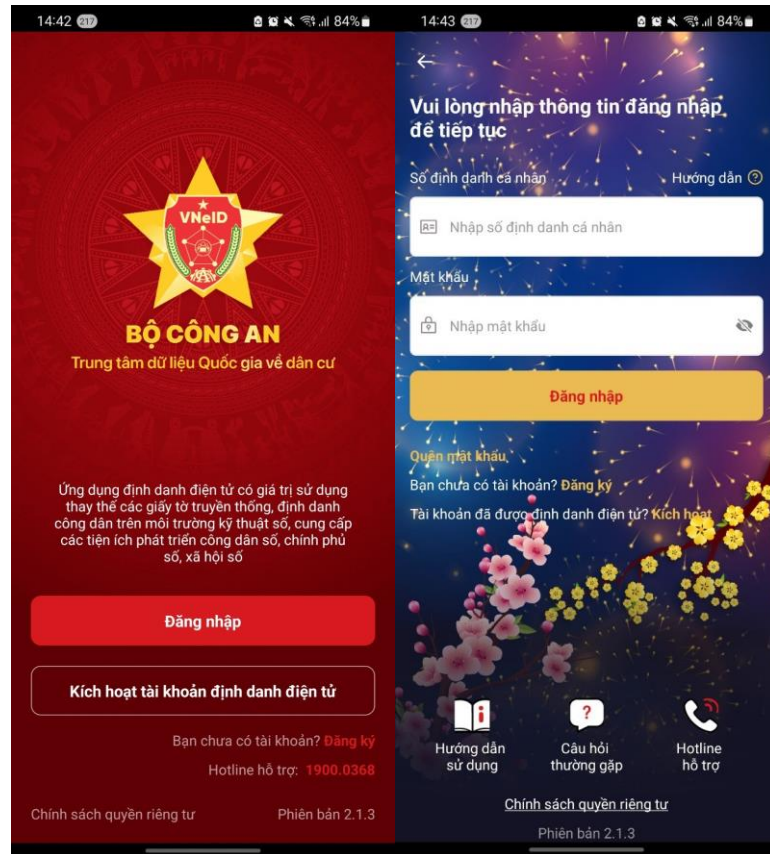 14:42 217
84%
VNeID
BỘ CÔNG AN
Trung tâm dữ liệu Quốc gia về dân cư
Ứng dụng định danh điện tử có giá trị sử dụng
thay thế các giấy tờ truyền thống, định danh
công dân trên môi trường kỹ thuật số, cung cấp
các tiện ích phát triển công dân số, chính phủ
số, xã hội số
Đăng nhập
Kích hoạt tài khoản định danh điện tử
Bạn chưa có tài khoản? Đăng ký
Hotline hỗ trợ: 1900.0368
Chính sách quyền riêng tư
Phiên bản 2.1.3
14:43 217
84%
Vui lòng nhập thông tin đăng nhập
để tiếp tục
Số định danh cá nhân
Hướng dẫn ?
Nhập số định danh cá nhân
Mật khẩu
Nhập mật khẩu
Đăng nhập
Quên mật khẩu
Bạn chưa có tài khoản? Đăng ký
Tài khoản đã được định danh điện tử? Kích hoạt
Hướng dẫn
sử dụng
?
Câu hỏi
thường gặp
Hotline
hỗ trợ
Chính sách quyền riêng tư
Phiên bản 2.1.3